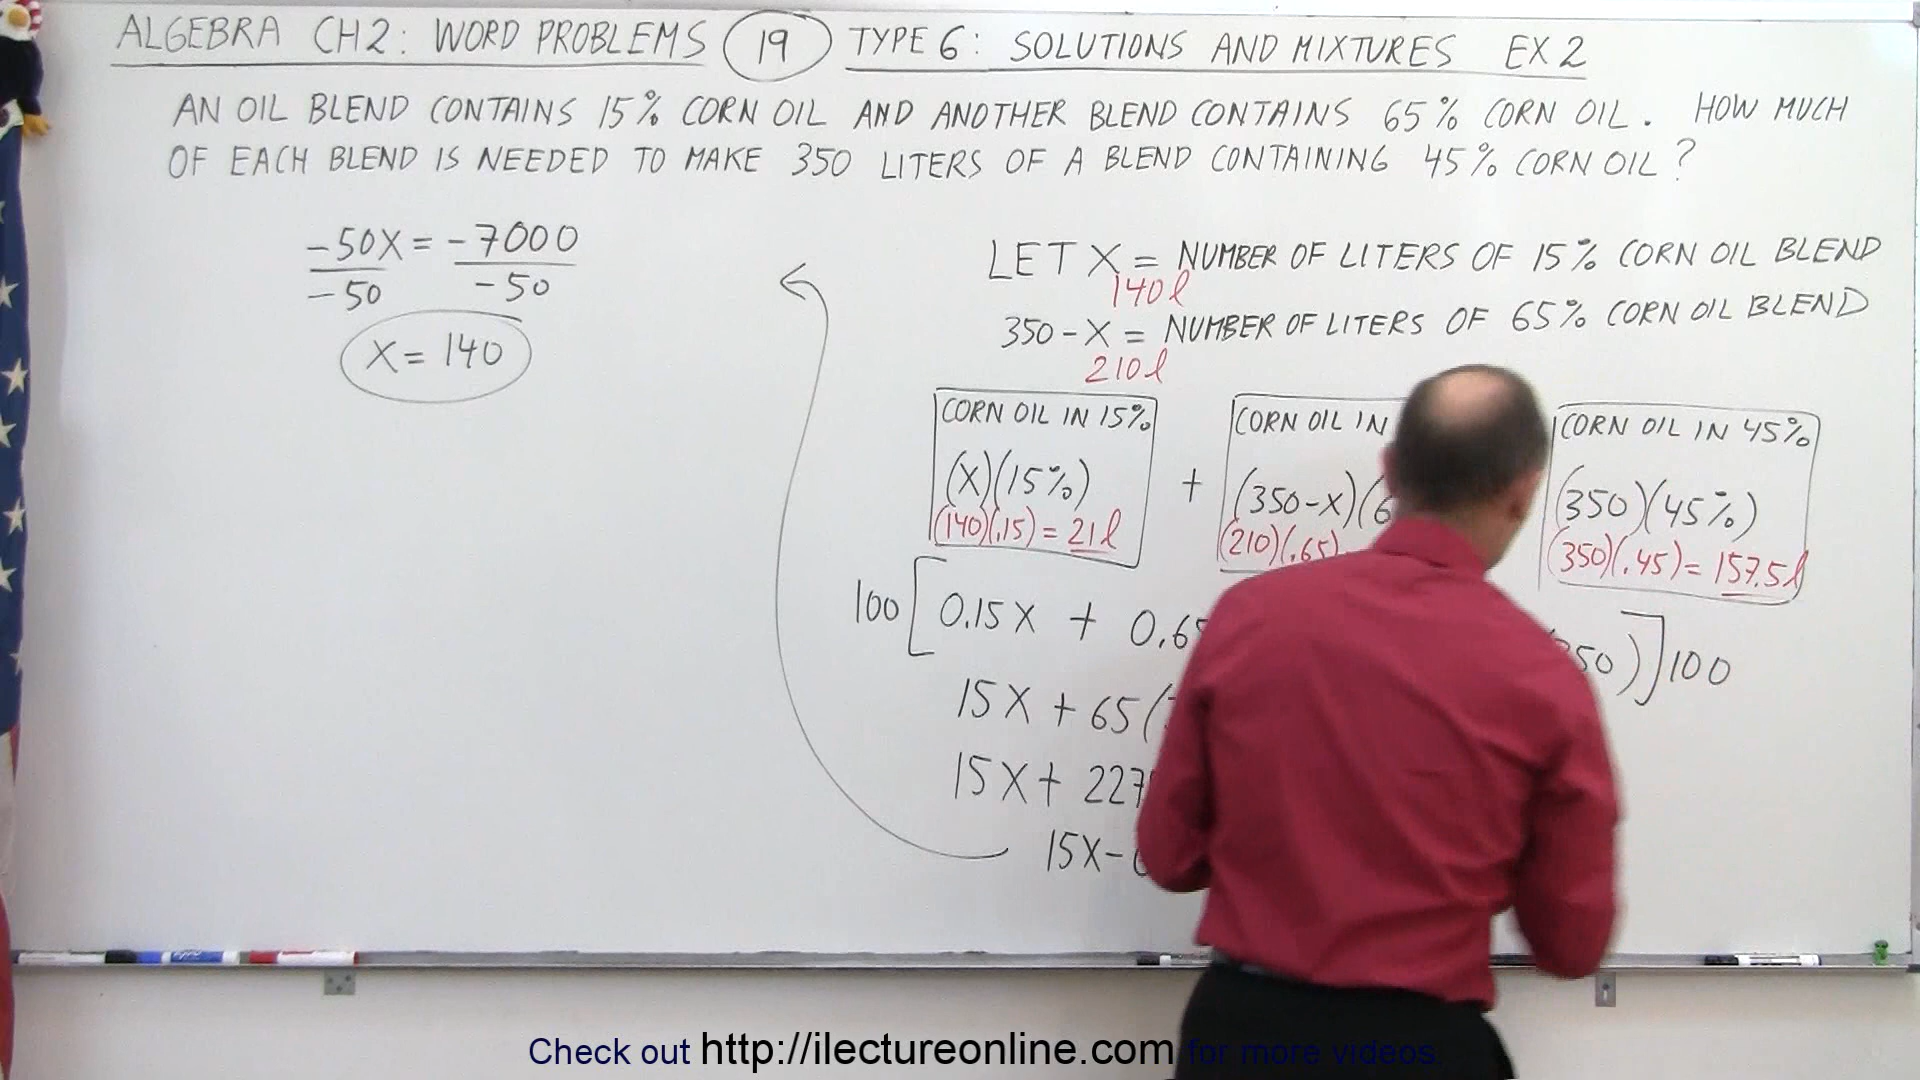 ALGEBRA CH2: WORD PROBLEMS 19 TYPE 6: SOLUTIONS AND MIXTURES EX 2
AN OIL BLEND CONTAINS 15% CORN OIL AND ANOTHER BLEND CONTAINS 65% CORN OIL. HOW MUCH
OF EACH BLEND IS NEEDED TO MAKE 350 LITERS OF A BLEND CONTAINING 45% CORN OIL?
-50X = -7000
-50 -50
X = 140
LET X = NUMBER OF LITERS OF 15% CORN OIL BLEND
140l
350-X = NUMBER OF LITERS OF 65% CORN OIL BLEND
210l
CORN OIL IN 15% CORN OIL IN CORN OIL IN 45%
(X)(15%) + (350-X)(6 (350)(45%)
(140)(.15) = 21l (210)(.65) (350)(.45) = 157.5l
100[0.15X + 0.65 50)]100
15X + 65(
15X + 227
15X-
Check out http://ilectureonline.com for more videos